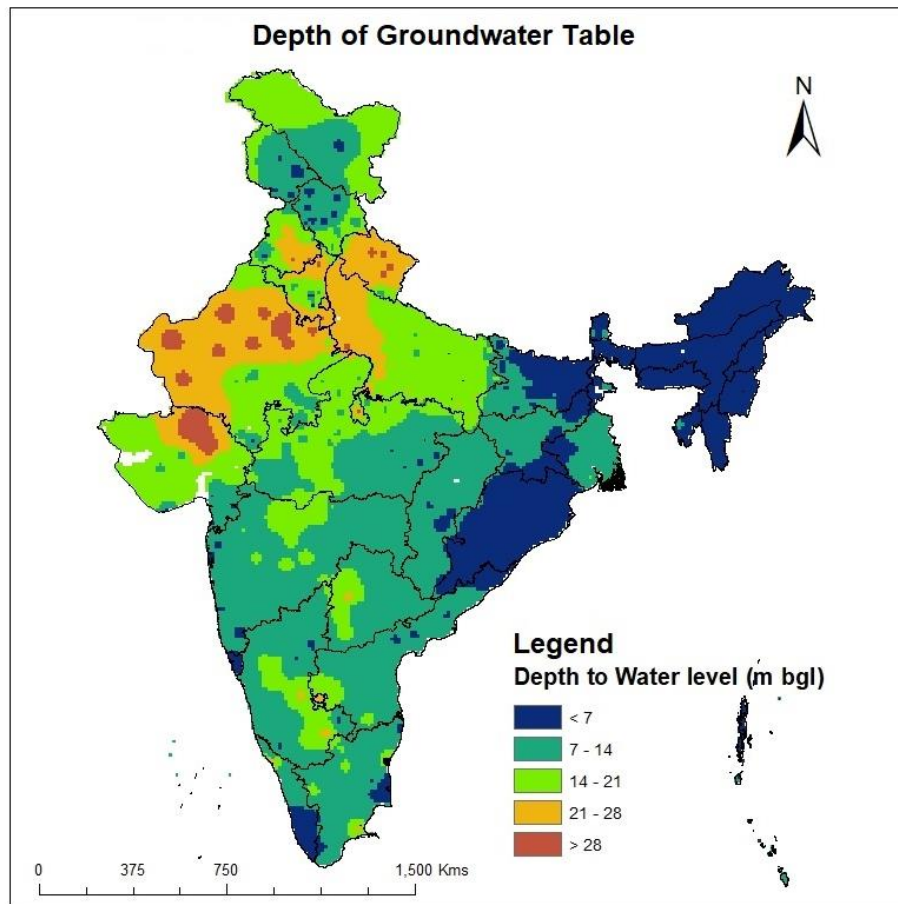 Depth of Groundwater Table
N
Legend
Depth to Water level (m bgl)
< 7
7 - 14
14 - 21
21 - 28
> 28
0 375 750 1,500 Kms